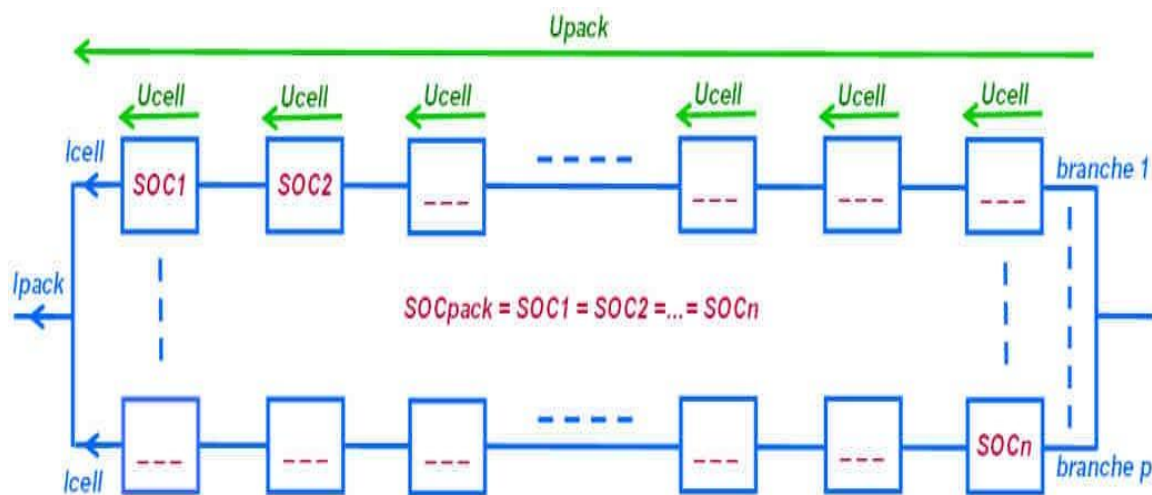 Upack
Ucell Ucell Ucell Ucell Ucell Ucell
Icell
SOC1 SOC2 --- --- --- ---
branche 1
Ipack
SOCpack = SOC1 = SOC2 =...= SOCn
--- --- --- --- --- SOCn
Icell
branche p